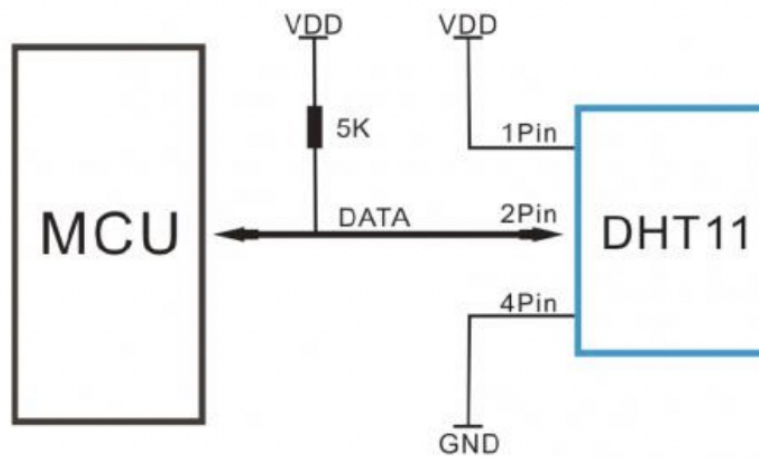 VDD
VDD
5K
1Pin
MCU
DATA
2Pin
DHT11
4Pin
GND